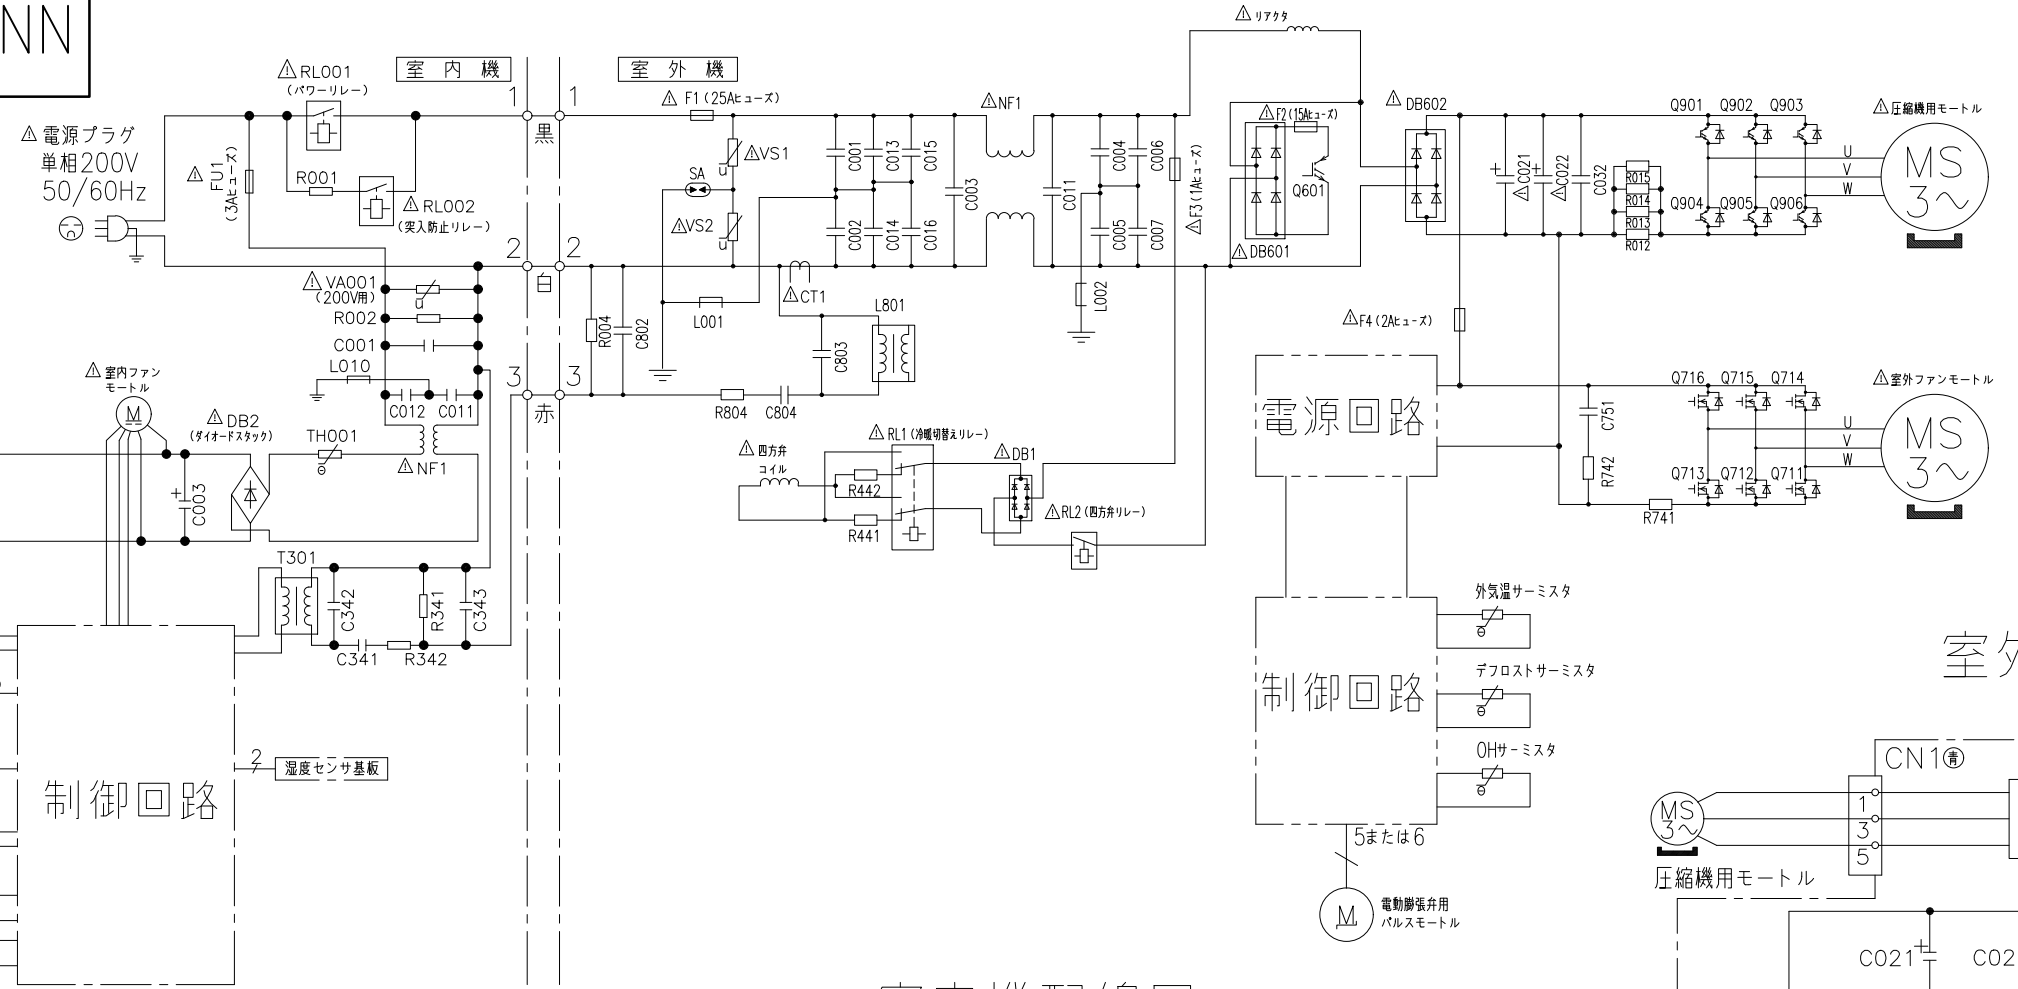 NN
⚠リアクタ
⚠RL001
(パワーリレー)
室内機
室外機
1
1
黒
⚠F1(25Aヒューズ)
⚠NF1
⚠DB602
⚠F2(15Aヒューズ)
Q901
Q902
Q903
⚠圧縮機用モートル
MS
3~
U
V
W
⚠電源プラグ
単相200V
50/60Hz
⚠FU1
(3Aヒューズ)
R001
⚠RL002
(突入防止リレー)
⚠VS1
SA
⚠VS2
u
u
C001
C013
C015
C002
C014
C016
C003
C011
C004
C006
C005
C007
⚠F3(1Aヒューズ)
Q601
⚠DB601
⚠C021
+
⚠C022
+
C032
R015
R014
R013
R012
Q904
Q905
Q906
2
2
白
⚠VA001
(200V用)
u
R002
C001
L010
C012
C011
⚠CT1
L801
L001
L002
R004
C802
C803
⚠F4(2Aヒューズ)
3
3
赤
R804
C804
⚠室内ファン
モートル
M
⚠DB2
(ダイオードスタック)
TH001
θ
⚠NF1
+
C003
⚠四方弁
コイル
⚠RL1(冷暖切替えリレー)
R442
R441
⚠DB1
⚠RL2(四方弁リレー)
電源回路
Q716
Q715
Q714
⚠室外ファンモートル
MS
3~
U
V
W
C751
R742
Q713
Q712
Q711
R741
T301
C342
R341
C343
C341
R342
制御回路
2
湿度センサ基板
制御回路
外気温サーミスタ
θ
デフロストサーミスタ
θ
OHサーミスタ
θ
5または6
M
電動膨張弁用
パルスモートル
室外
CN1青
MS
3~
1
3
5
圧縮機用モートル
C021
+
C02